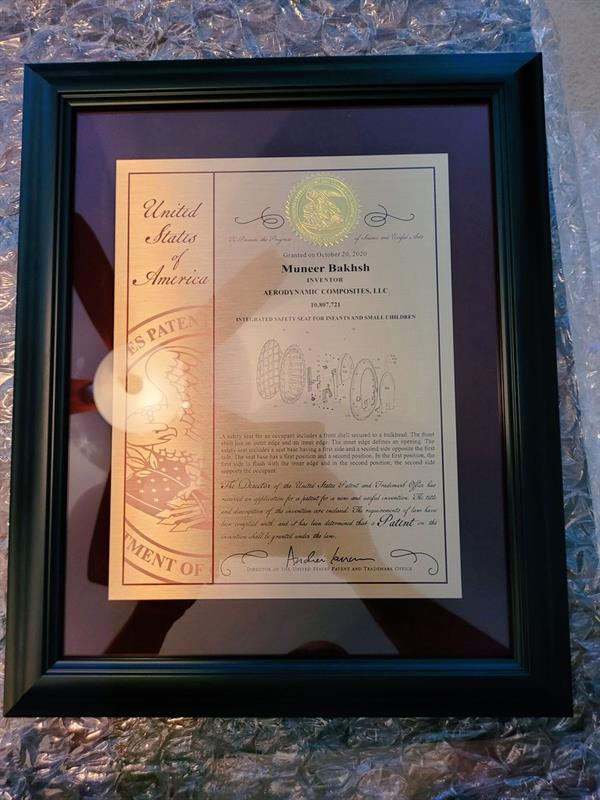 United
States
of
America
ES PATENT
TMENT OF
To Promote the Progress
of Science and Useful Arts
Granted on October 20, 2020
Muneer Bakhsh
INVENTOR
AERODYNAMIC COMPOSITES, LLC
10,807,721
INTEGRATED SAFETY SEAT FOR INFANTS AND SMALL CHILDREN
A safety seat for an occupant includes a front shell secured to a bulkhead. The front
shell has an outer edge and an inner edge. The inner edge defines an opening. The
safety seat includes a seat base having a first side and a second side opposite the first
side. The seat base has a first position and a second position. In the first position, the
first side is flush with the inner edge and in the second position; the second side
supports the occupant.
The Director of the United States Patent and Trademark Office has
received an application for a patent for a new and useful invention. The title
and description of the invention are enclosed. The requirements of law have
been complied with, and it has been determined that a Patent on the
invention shall be granted under the law.
DIRECTOR OF THE UNITED STATES PATENT AND TRADEMARK OFFICE